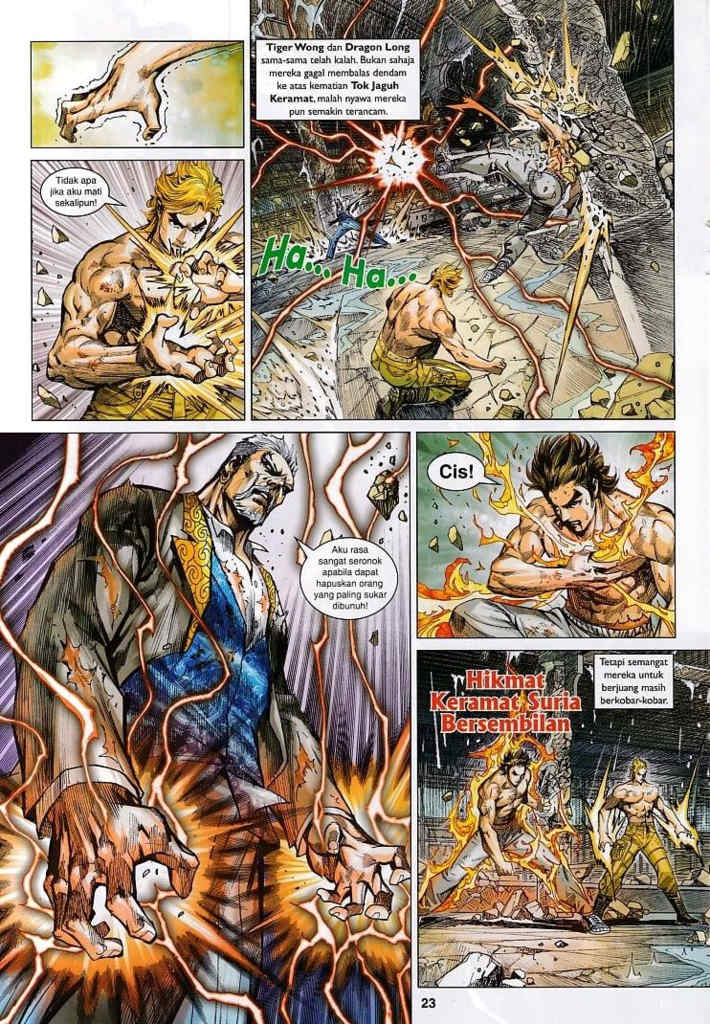 Tiger Wong dan Dragon Long
sama-sama telah kalah. Bukan sahaja
mereka gagal membalas dendam
ke atas kematian Tok Jaguh
Keramat, malah nyawa mereka
pun semakin terancam.
Tidak apa
jika aku mati
sekalipun!
Ha... Ha...
Aku rasa
sangat seronok
apabila dapat
hapuskan orang
yang paling sukar
dibunuh!
Cis!
Hikmat
Keramat Suria
Bersembilan
Tetapi semangat
mereka untuk
berjuang masih
berkobar-kobar.
23